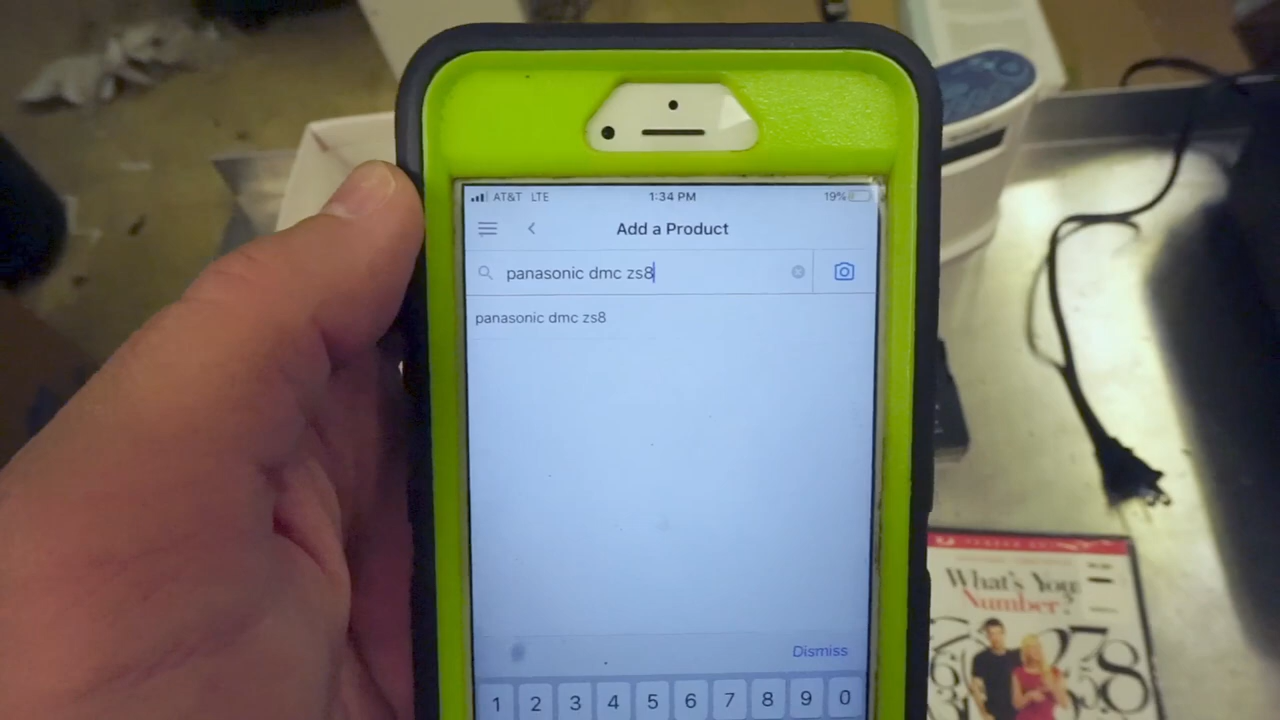 AT&T LTE 1:34 PM 19%
Add a Product
panasonic dmc zs8
panasonic dmc zs8
Dismiss
1 2 3 4 5 6 7 8 9 0
What's Your
Number?